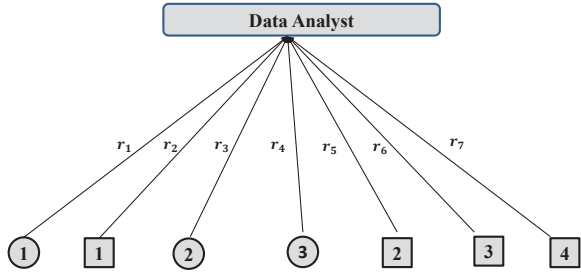 Data Analyst
r₁ r₂ r₃ r₄ r₅ r₆ r₇
1 1 2 3 2 3 4